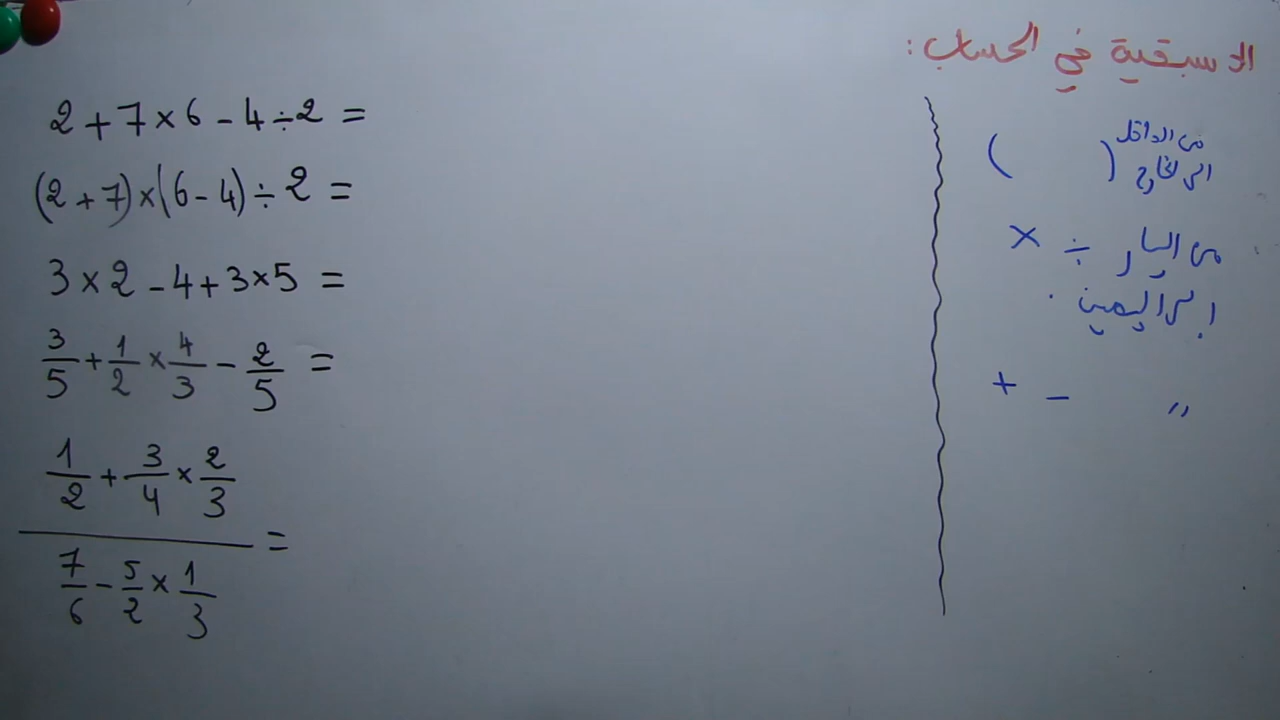 الاسبقية في الحساب:
من الداخل
( ) الى الخارج
من اليسار ÷ ×
الى اليمين.
" − +
2 + 7 × 6 − 4 ÷ 2 =
(2 + 7) × (6 − 4) ÷ 2 =
3 × 2 − 4 + 3 × 5 =
3/5 + 1/2 × 4/3 − 2/5 =
(1/2 + 3/4 × 2/3) / (7/6 − 5/2 × 1/3) =